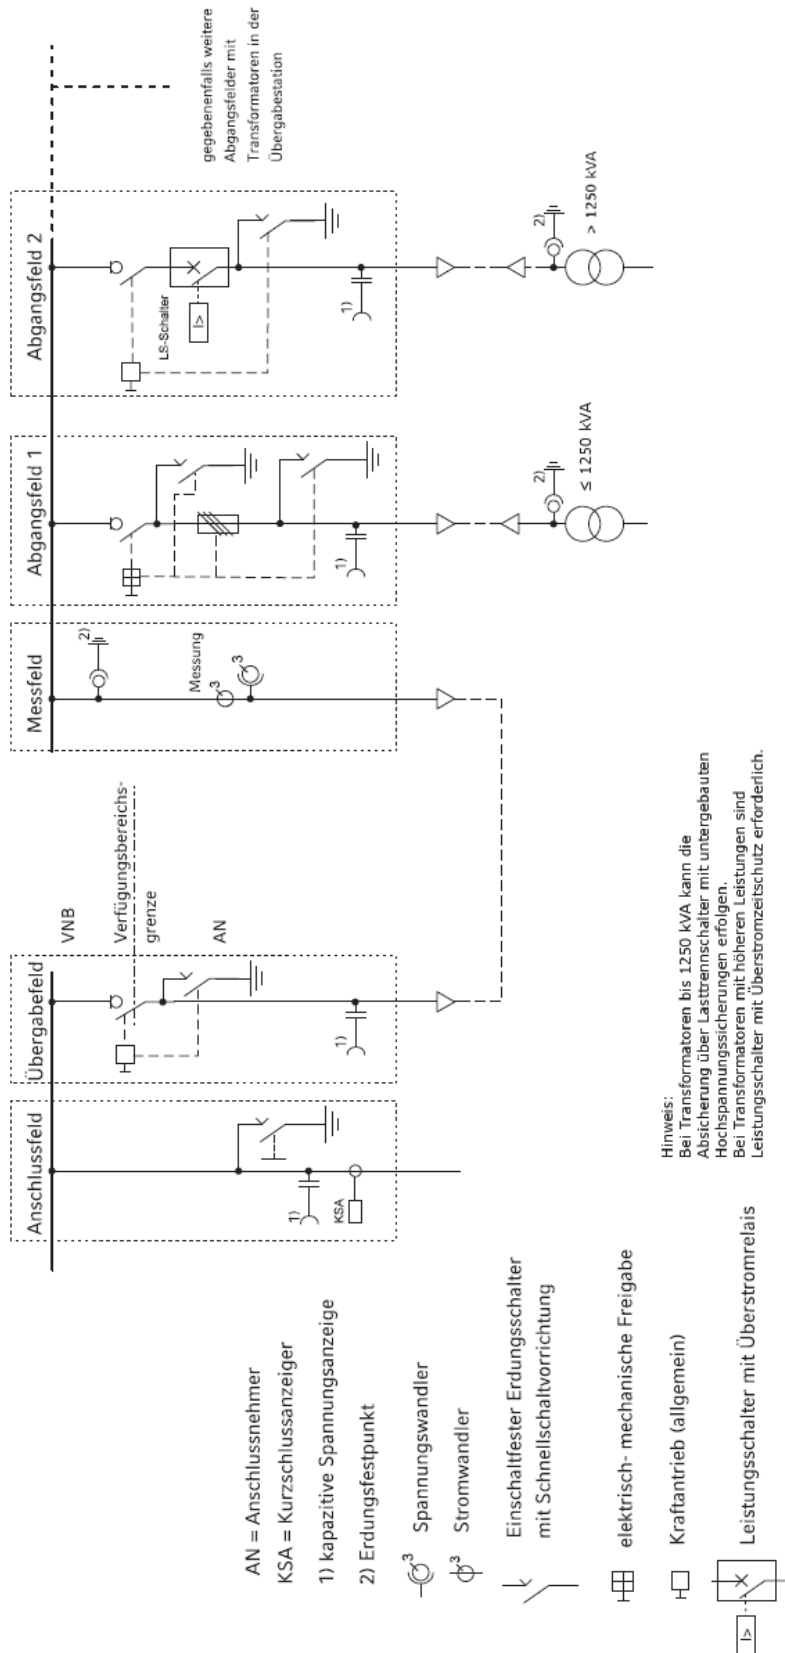 Anschlussfeld
Übergabefeld
Messfeld
Abgangsfeld 1
Abgangsfeld 2
VNB
Verfügungsbereichs-
grenze
AN
gegebenenfalls weitere
Abgangsfelder mit
Transformatoren in der
Übergabestation
2)
Messung
3
3
LS-Schalter
I>
1)
KSA
1)
1)
1)
2)
≤ 1250 kVA
2)
> 1250 kVA
AN = Anschlussnehmer
KSA = Kurzschlussanzeiger
1) kapazitive Spannungsanzeige
2) Erdungsfestpunkt
3 Spannungswandler
3 Stromwandler
Einschaltfester Erdungsschalter
mit Schnellschaltvorrichtung
elektrisch- mechanische Freigabe
Kraftantrieb (allgemein)
I> Leistungsschalter mit Überstromrelais
Hinweis:
Bei Transformatoren bis 1250 kVA kann die
Absicherung über Lasttrennschalter mit untergebauten
Hochspannungssicherungen erfolgen.
Bei Transformatoren mit höheren Leistungen sind
Leistungsschalter mit Überstromzeitschutz erforderlich.